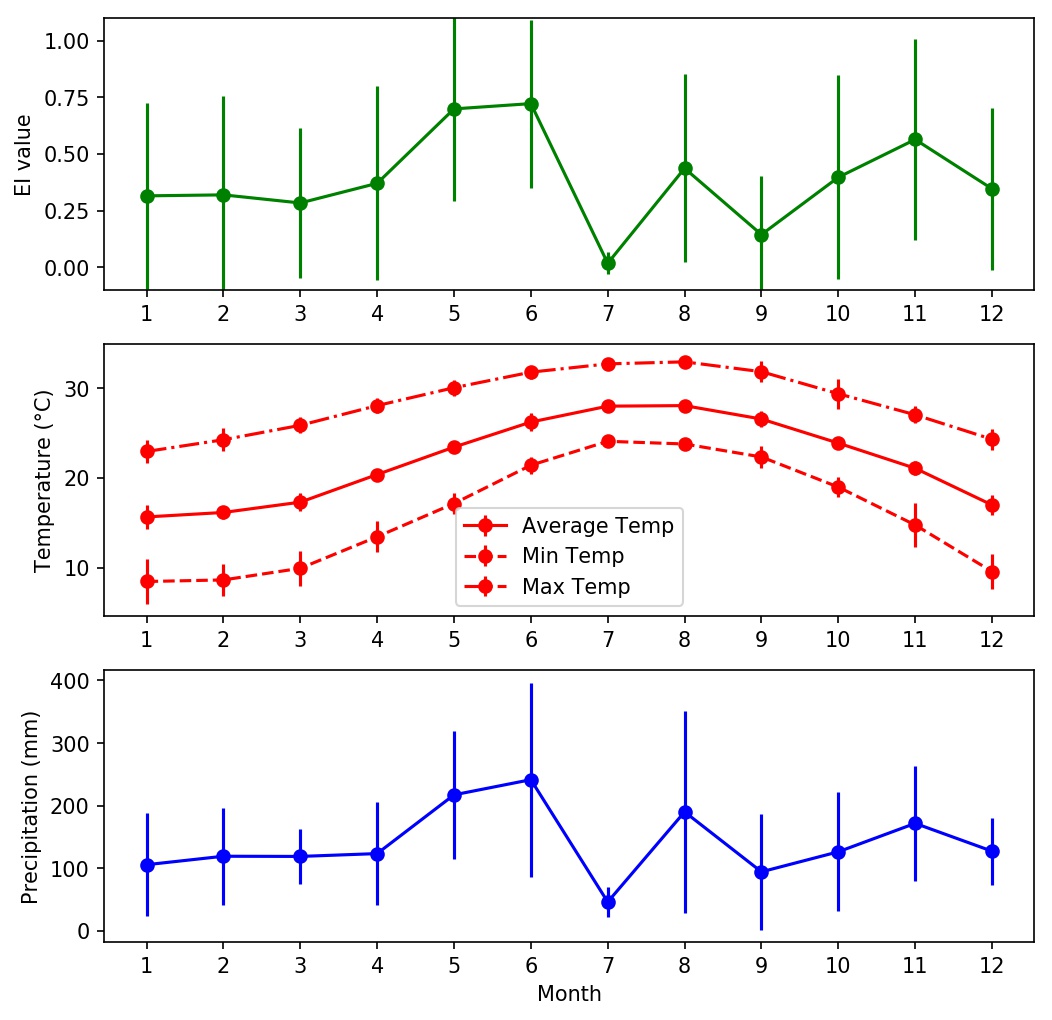 EI value
1.00
0.75
0.50
0.25
0.00
1 2 3 4 5 6 7 8 9 10 11 12
Temperature (°C)
30
20
10
Average Temp
Min Temp
Max Temp
1 2 3 4 5 6 7 8 9 10 11 12
Precipitation (mm)
400
300
200
100
0
1 2 3 4 5 6 7 8 9 10 11 12
Month